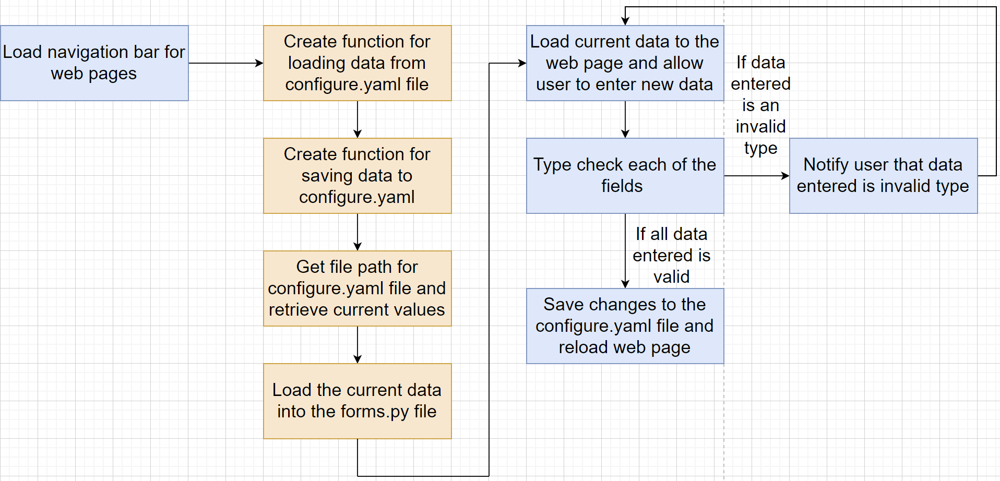 Load navigation bar for
web pages
Create function for
loading data from
configure.yaml file
Create function for
saving data to
configure.yaml
Get file path for
configure.yaml file and
retrieve current values
Load the current data
into the forms.py file
Load current data to the
web page and allow
user to enter new data
Type check each of the
fields
If data
entered
is an
invalid
type
Notify user that data
entered is invalid type
If all data
entered is
valid
Save changes to the
configure.yaml file and
reload web page